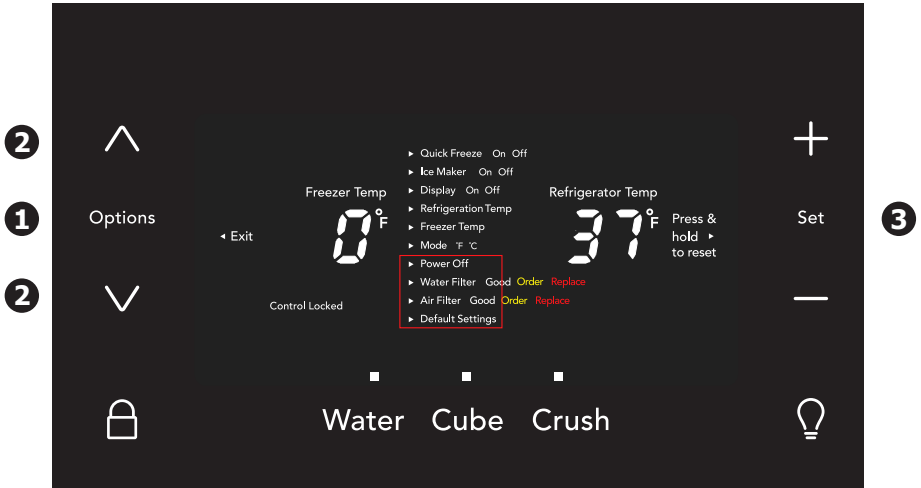 2
Quick Freeze On Off
Ice Maker On Off
Freezer Temp
Display On Off
Refrigerator Temp
Refrigeration Temp
1
Options
0°F
Freezer Temp
37°F
Press &
hold
to reset
Set
3
Exit
Mode °F °C
Power Off
2
Water Filter Good Order Replace
Control Locked
Air Filter Good Order Replace
Default Settings
Water Cube Crush